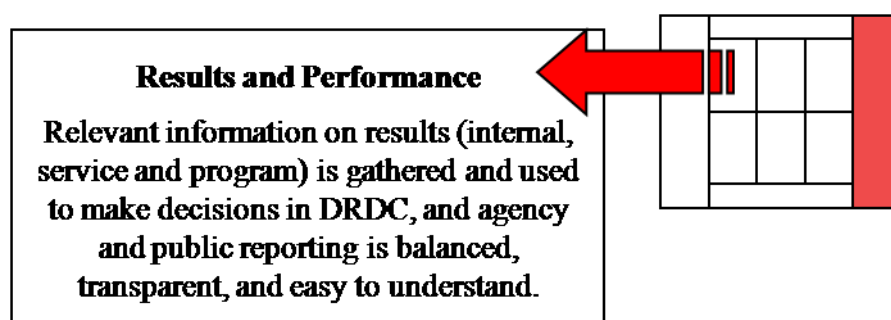 Results and Performance
Relevant information on results (internal,
service and program) is gathered and used
to make decisions in DRDC, and agency
and public reporting is balanced,
transparent, and easy to understand.